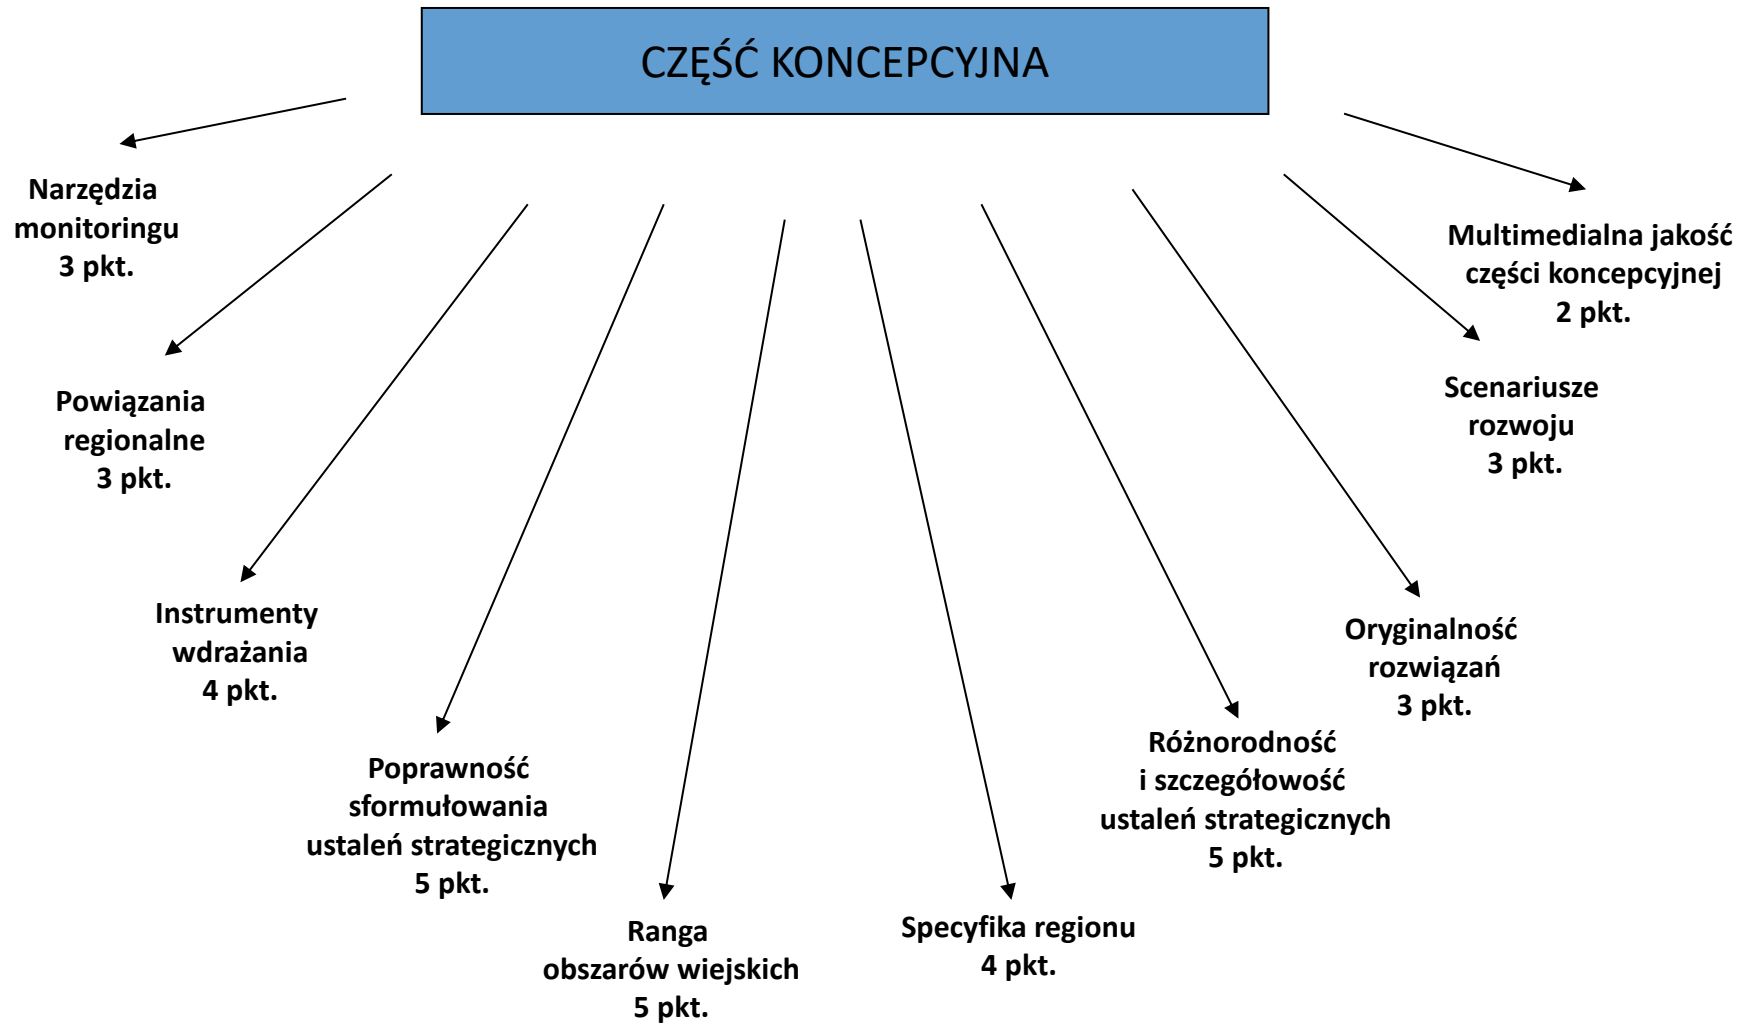 CZĘŚĆ KONCEPCYJNA
Narzędzia
monitoringu
3 pkt.
Powiązania
regionalne
3 pkt.
Instrumenty
wdrażania
4 pkt.
Poprawność
sformułowania
ustaleń strategicznych
5 pkt.
Ranga
obszarów wiejskich
5 pkt.
Specyfika regionu
4 pkt.
Różnorodność
i szczegółowość
ustaleń strategicznych
5 pkt.
Oryginalność
rozwiązań
3 pkt.
Scenariusze
rozwoju
3 pkt.
Multimedialna jakość
części koncepcyjnej
2 pkt.